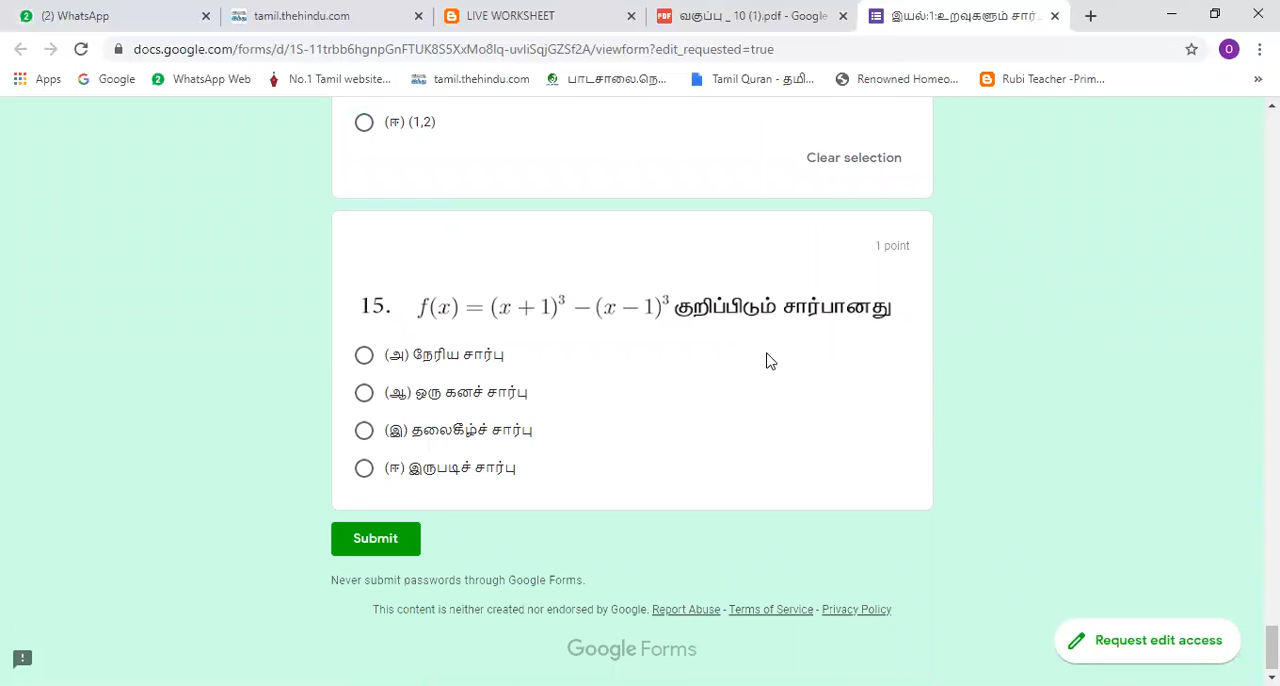 (2) WhatsApp
tamil.thehindu.com
LIVE WORKSHEET
வகுப்பு _ 10 (1).pdf - Google
இயல்:1:உறவுகளும் சார்
docs.google.com/forms/d/1S-11trbb6hgnpGnFTUK8S5XxMo8lq-uvliSqjGZSf2A/viewform?edit_requested=true
Apps Google WhatsApp Web No.1 Tamil website... tamil.thehindu.com பாடசாலை.நெ... Tamil Quran - தமி... Renowned Homeo... Rubi Teacher -Prim... »
(ஈ) (1,2)
Clear selection
1 point
15. f(x) = (x + 1)³ − (x − 1)³ குறிப்பிடும் சார்பானது
(அ) நேரிய சார்பு
(ஆ) ஒரு கனச் சார்பு
(இ) தலைகீழ்ச் சார்பு
(ஈ) இருபடிச் சார்பு
Submit
Never submit passwords through Google Forms.
This content is neither created nor endorsed by Google. Report Abuse - Terms of Service - Privacy Policy
Google Forms
Request edit access